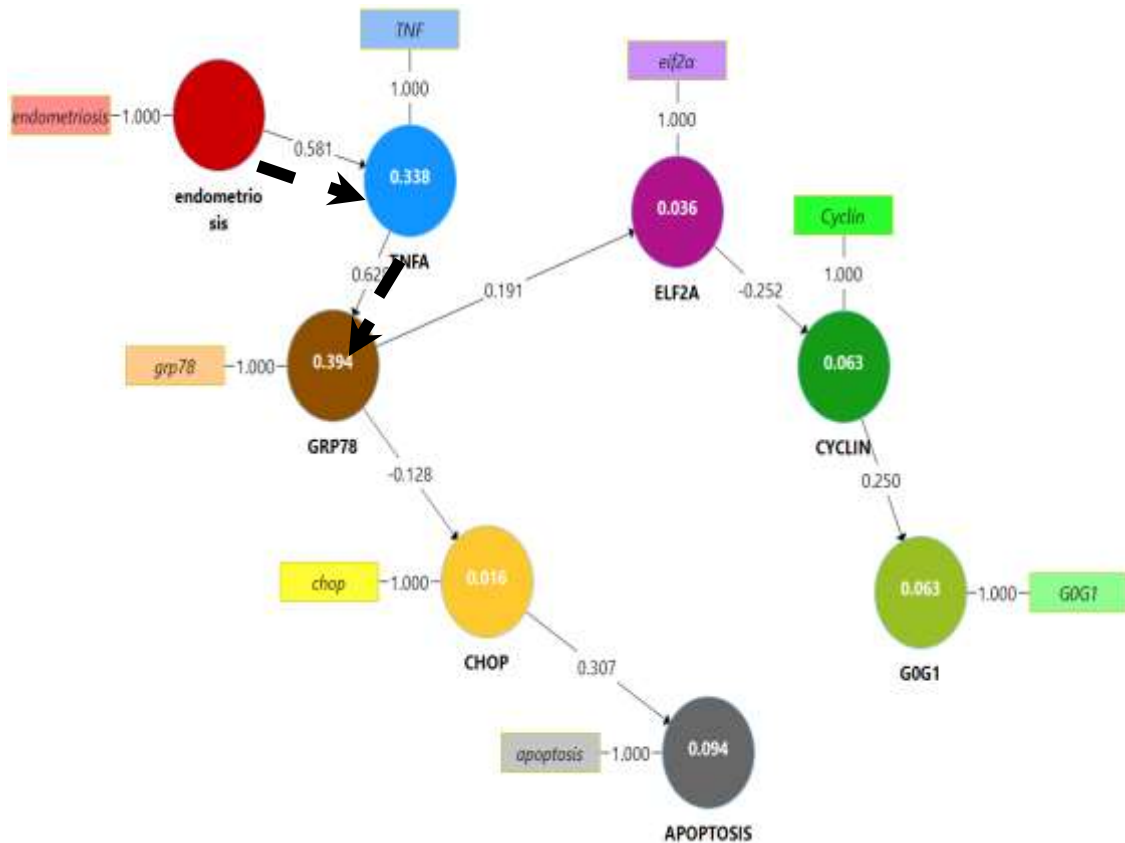 TNF
eif2a
endometriosis
1.000
1.000
1.000
0.581
0.338
Cyclin
endometrio
sis
0.036
TNFA
1.000
ELF2A
-0.252
0.191
grp78
1.000
0.394
0.063
GRP78
CYCLIN
-0.128
0.250
chop
1.000
0.016
0.063
1.000
G0G1
CHOP
G0G1
0.307
apoptosis
1.000
0.094
APOPTOSIS